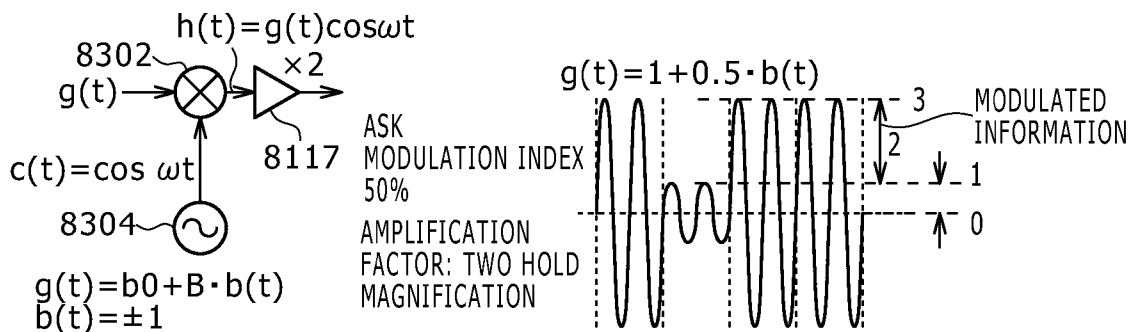 h(t)=g(t)cosωt
8302
×2
g(t)
8117
c(t)=cos ωt
8304
g(t)=b0+B·b(t)
b(t)=±1
ASK
MODULATION INDEX
50%
AMPLIFICATION
FACTOR: TWO HOLD
MAGNIFICATION
g(t)=1+0.5·b(t)
3
MODULATED
INFORMATION
2
1
0